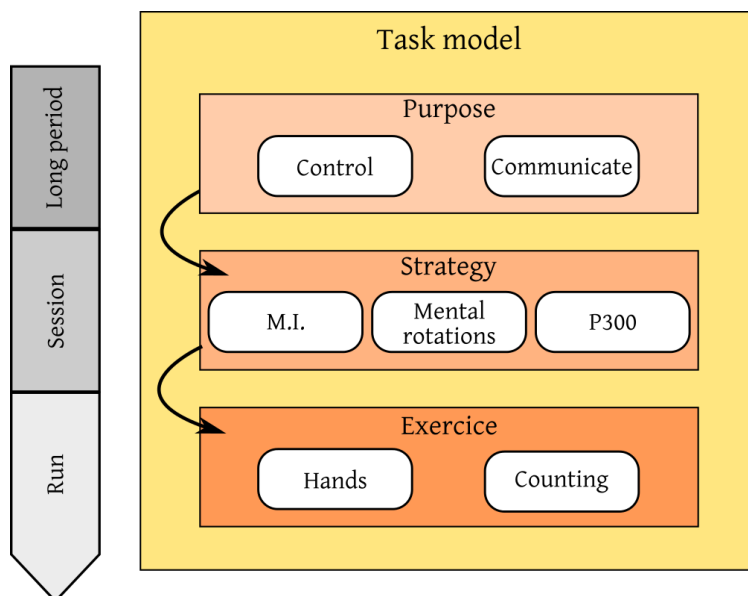 Task model
Long period
Purpose
Control
Communicate
Session
Strategy
M.I.
Mental
rotations
P300
Run
Exercice
Hands
Counting